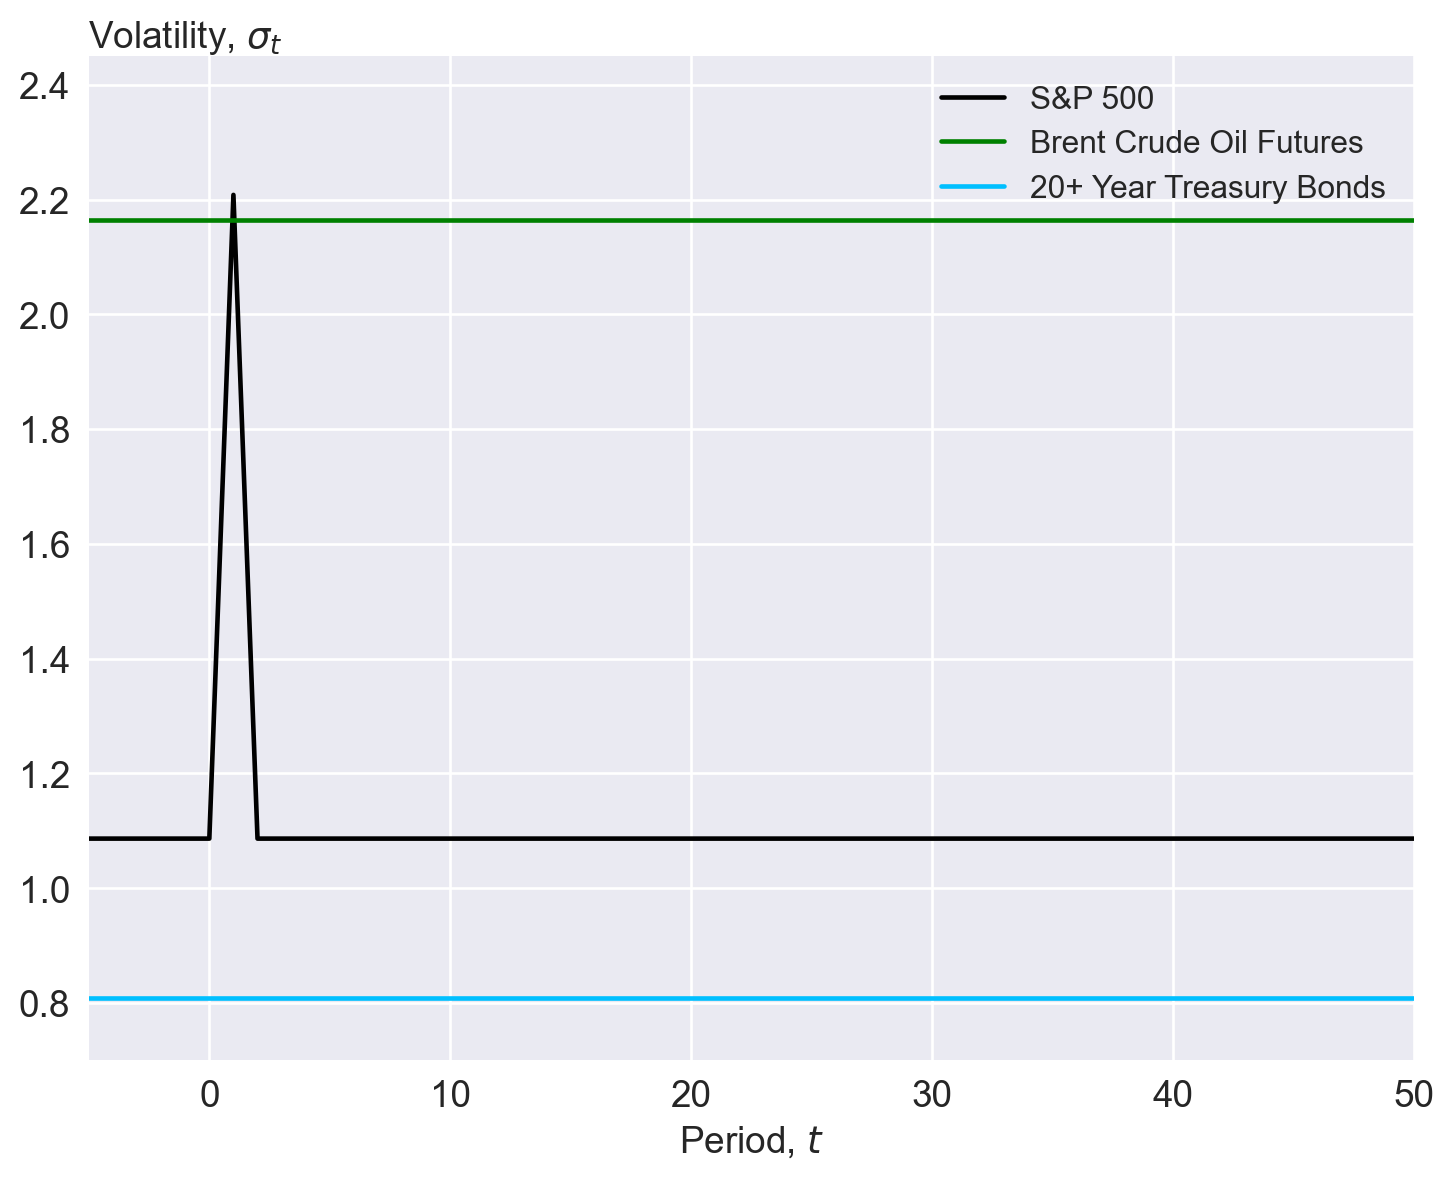 Volatility, σt
2.4
2.2
2.0
1.8
1.6
1.4
1.2
1.0
0.8
S&P 500
Brent Crude Oil Futures
20+ Year Treasury Bonds
0 10 20 30 40 50
Period, t